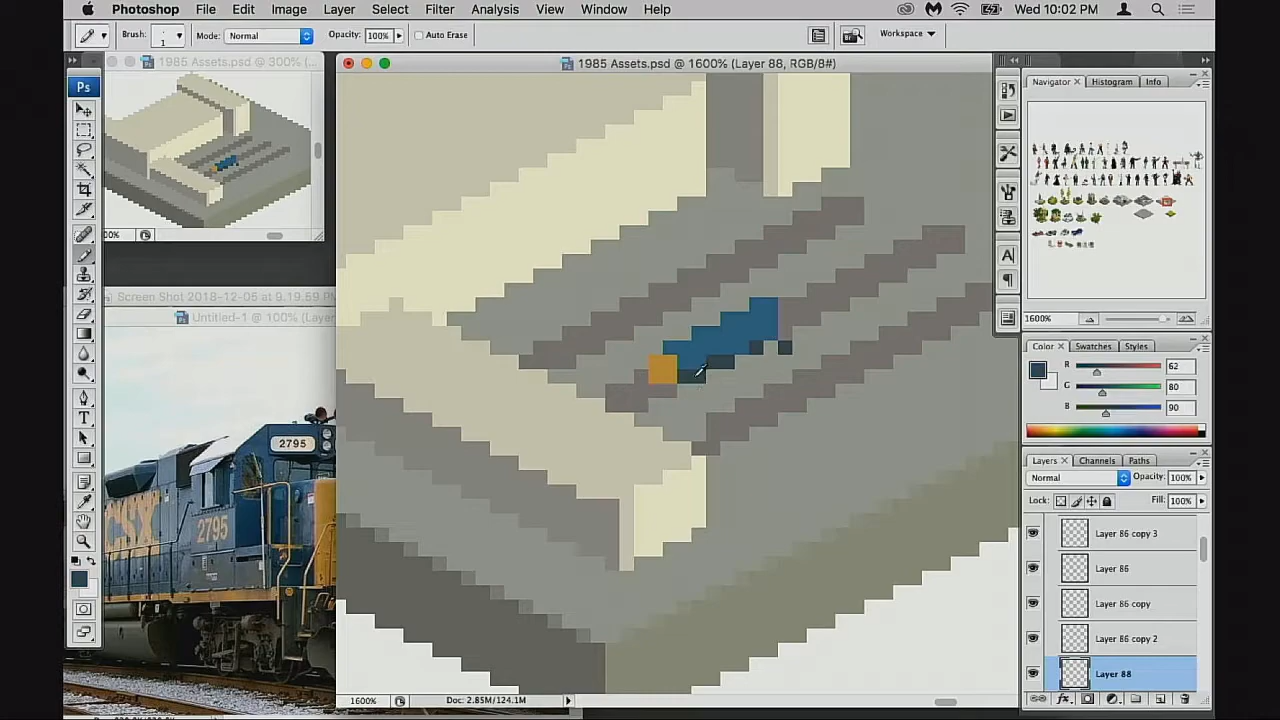 Photoshop File Edit Image Layer Select Filter Analysis View Window Help Wed 10:02 PM
Brush: 1 Mode: Normal Opacity: 100% Auto Erase Workspace
1985 Assets.psd @ 300% (
1985 Assets.psd @ 1600% (Layer 88, RGB/8#)
Ps
00%
Screen Shot 2018-12-05 at 9.19.59 P
Untitled-1 @ 100% (Layer
2795
CSX
2795
1600% Doc: 2.85M/124.1M
Navigator Histogram Info
1600%
Color Swatches Styles
R 62
G 80
B 90
Layers Channels Paths
Normal Opacity: 100%
Lock: Fill: 100%
Layer 86 copy 3
Layer 86
Layer 86 copy
Layer 86 copy 2
Layer 88